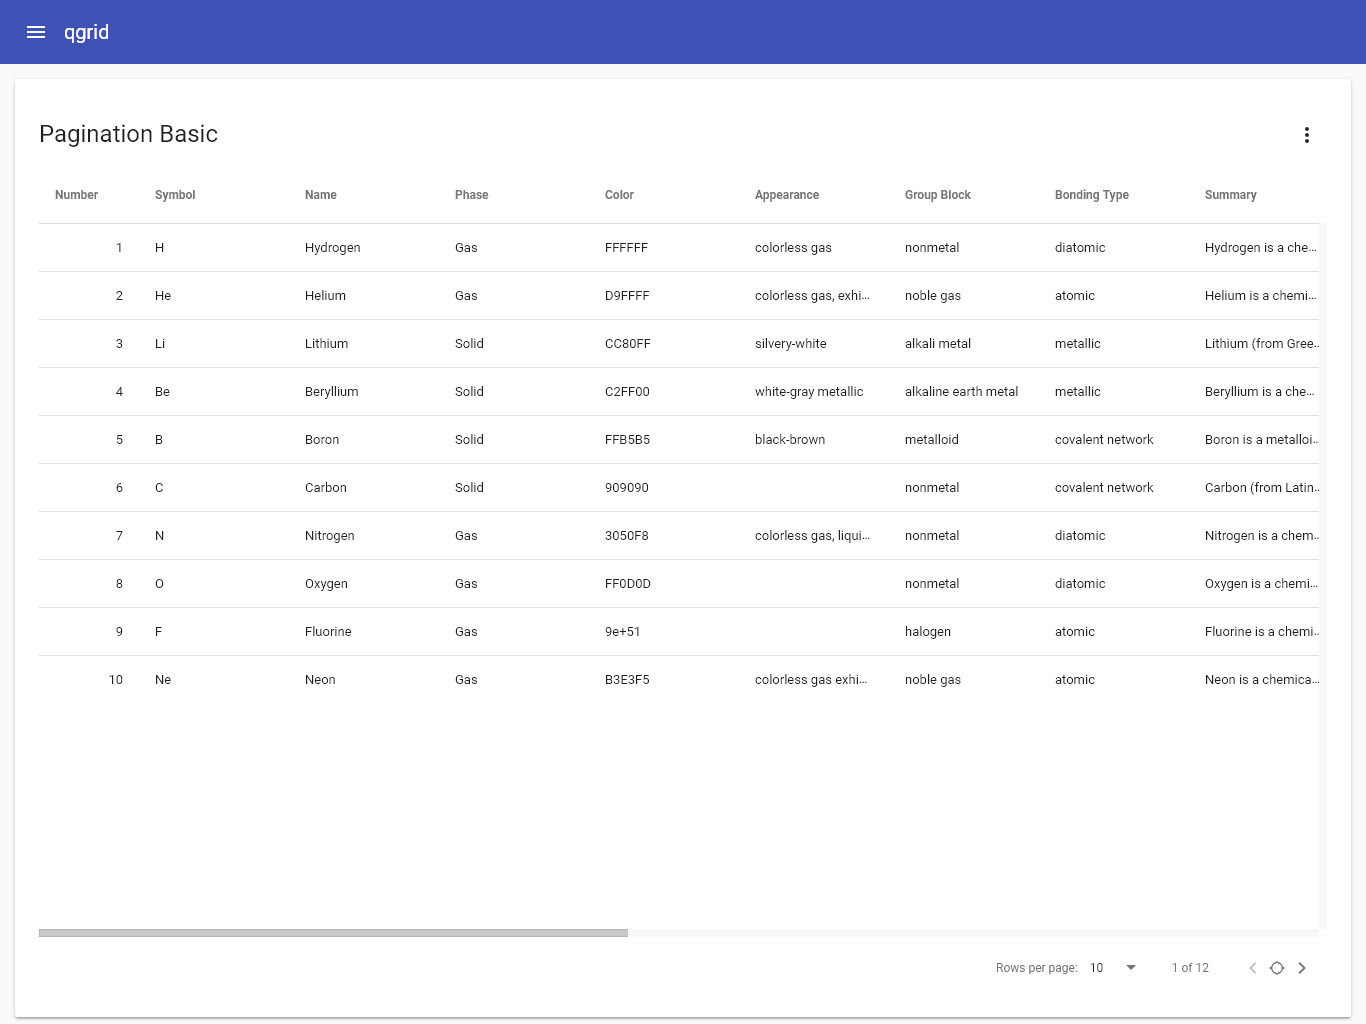 qgrid
Pagination Basic
Number Symbol Name Phase Color Appearance Group Block Bonding Type Summary
1 H Hydrogen Gas FFFFFF colorless gas nonmetal diatomic Hydrogen is a che...
2 He Helium Gas D9FFFF colorless gas, exhi... noble gas atomic Helium is a chemi...
3 Li Lithium Solid CC80FF silvery-white alkali metal metallic Lithium (from Gree...
4 Be Beryllium Solid C2FF00 white-gray metallic alkaline earth metal metallic Beryllium is a che...
5 B Boron Solid FFB5B5 black-brown metalloid covalent network Boron is a metalloi...
6 C Carbon Solid 909090 nonmetal covalent network Carbon (from Latin...
7 N Nitrogen Gas 3050F8 colorless gas, liqui... nonmetal diatomic Nitrogen is a chem...
8 O Oxygen Gas FF0D0D nonmetal diatomic Oxygen is a chemi...
9 F Fluorine Gas 9e+51 halogen atomic Fluorine is a chemi...
10 Ne Neon Gas B3E3F5 colorless gas exhi... noble gas atomic Neon is a chemica...
Rows per page: 10 1 of 12